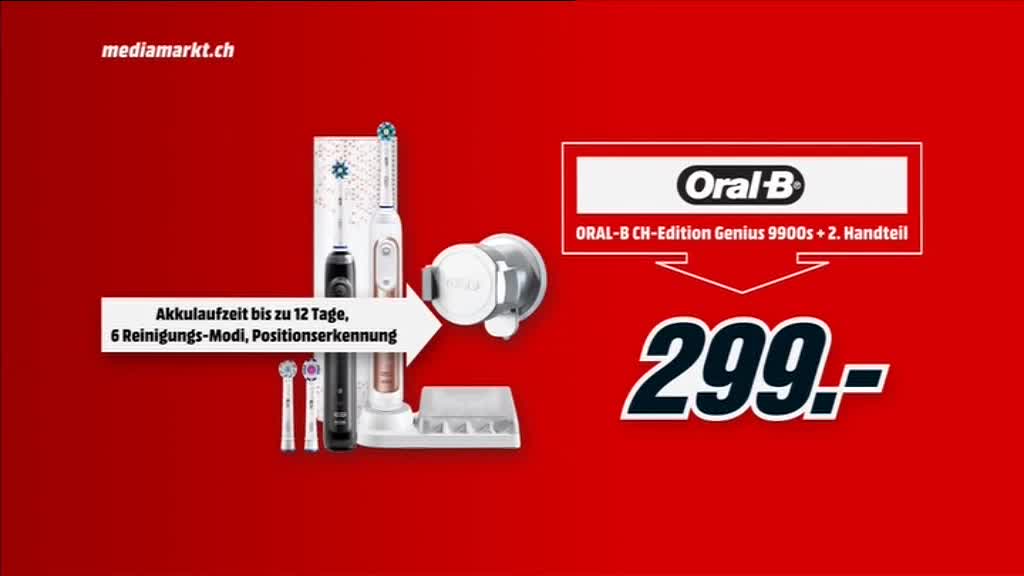 mediamarkt.ch
Oral-B®
ORAL-B CH-Edition Genius 9900s + 2. Handteil
Akkulaufzeit bis zu 12 Tage,
6 Reinigungs-Modi, Positionserkennung
299.-